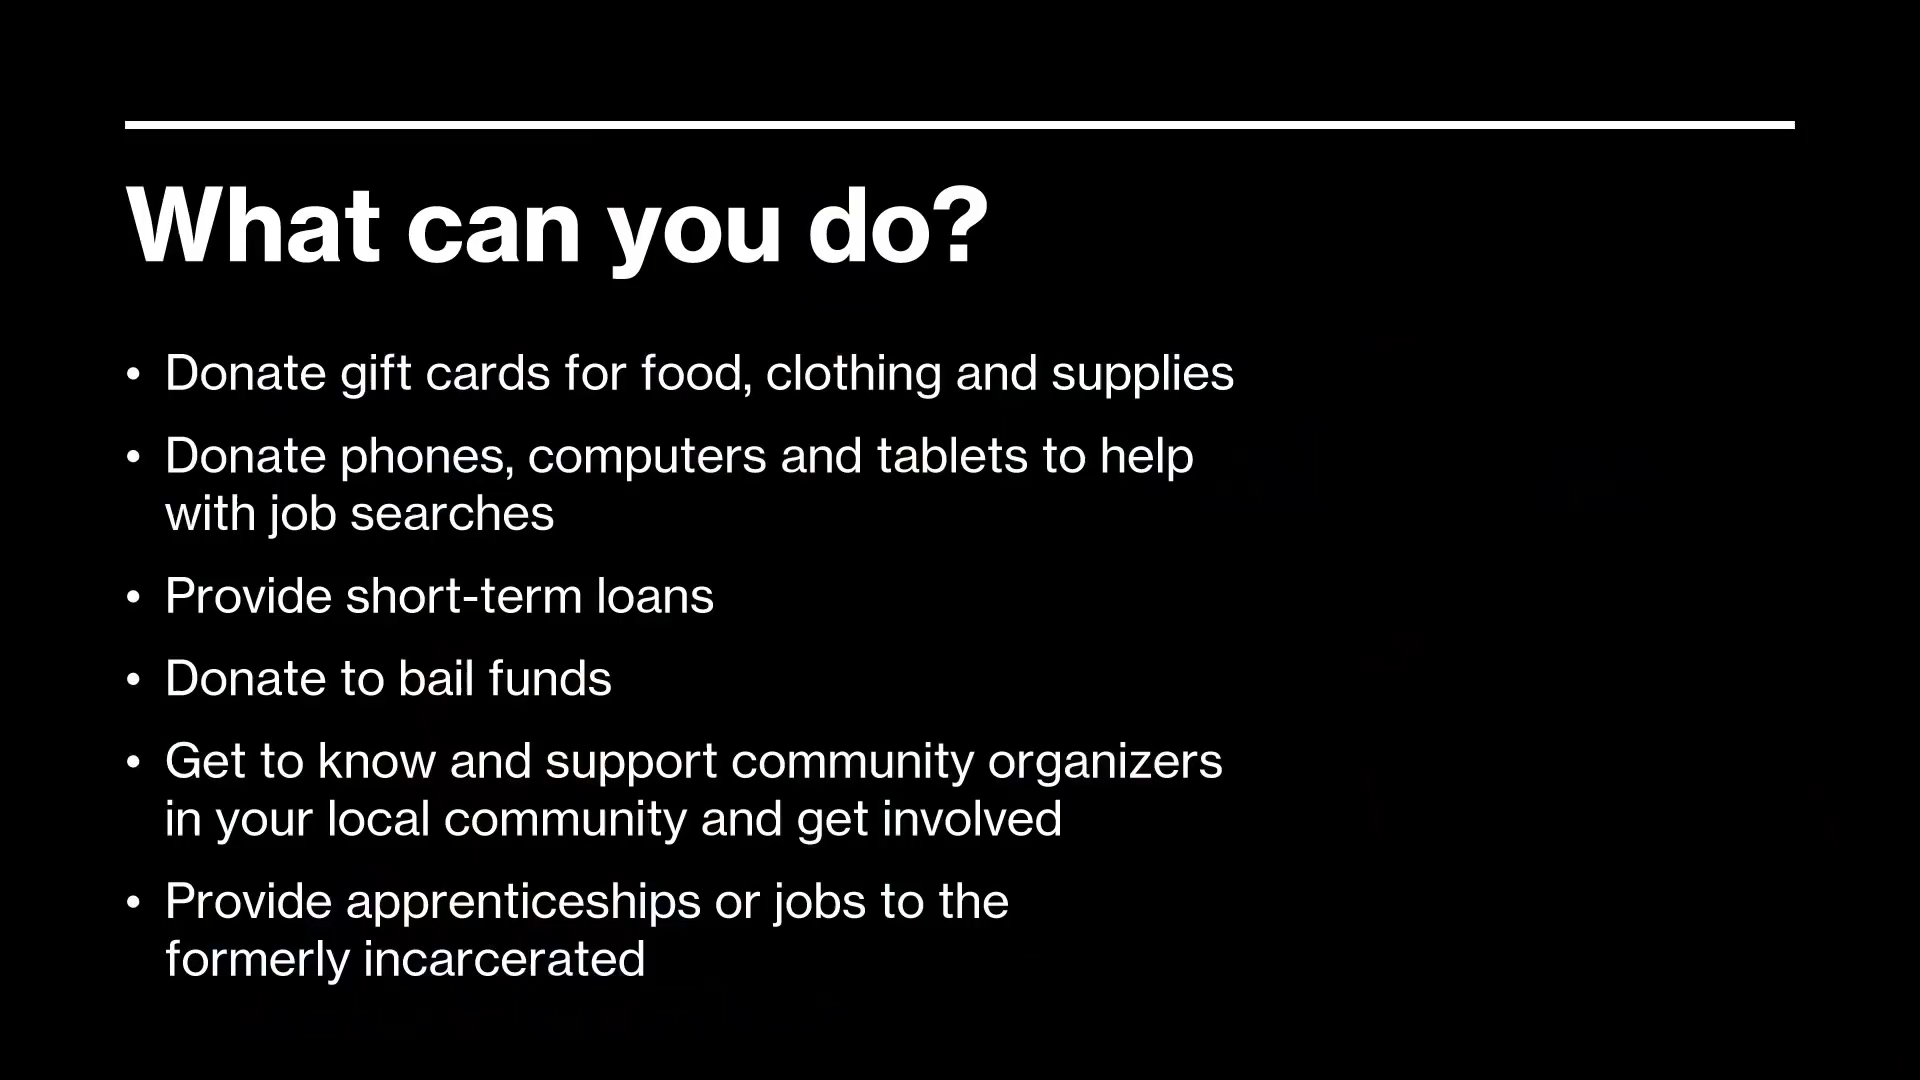 What can you do?
• Donate gift cards for food, clothing and supplies
• Donate phones, computers and tablets to help
with job searches
• Provide short-term loans
• Donate to bail funds
• Get to know and support community organizers
in your local community and get involved
• Provide apprenticeships or jobs to the
formerly incarcerated